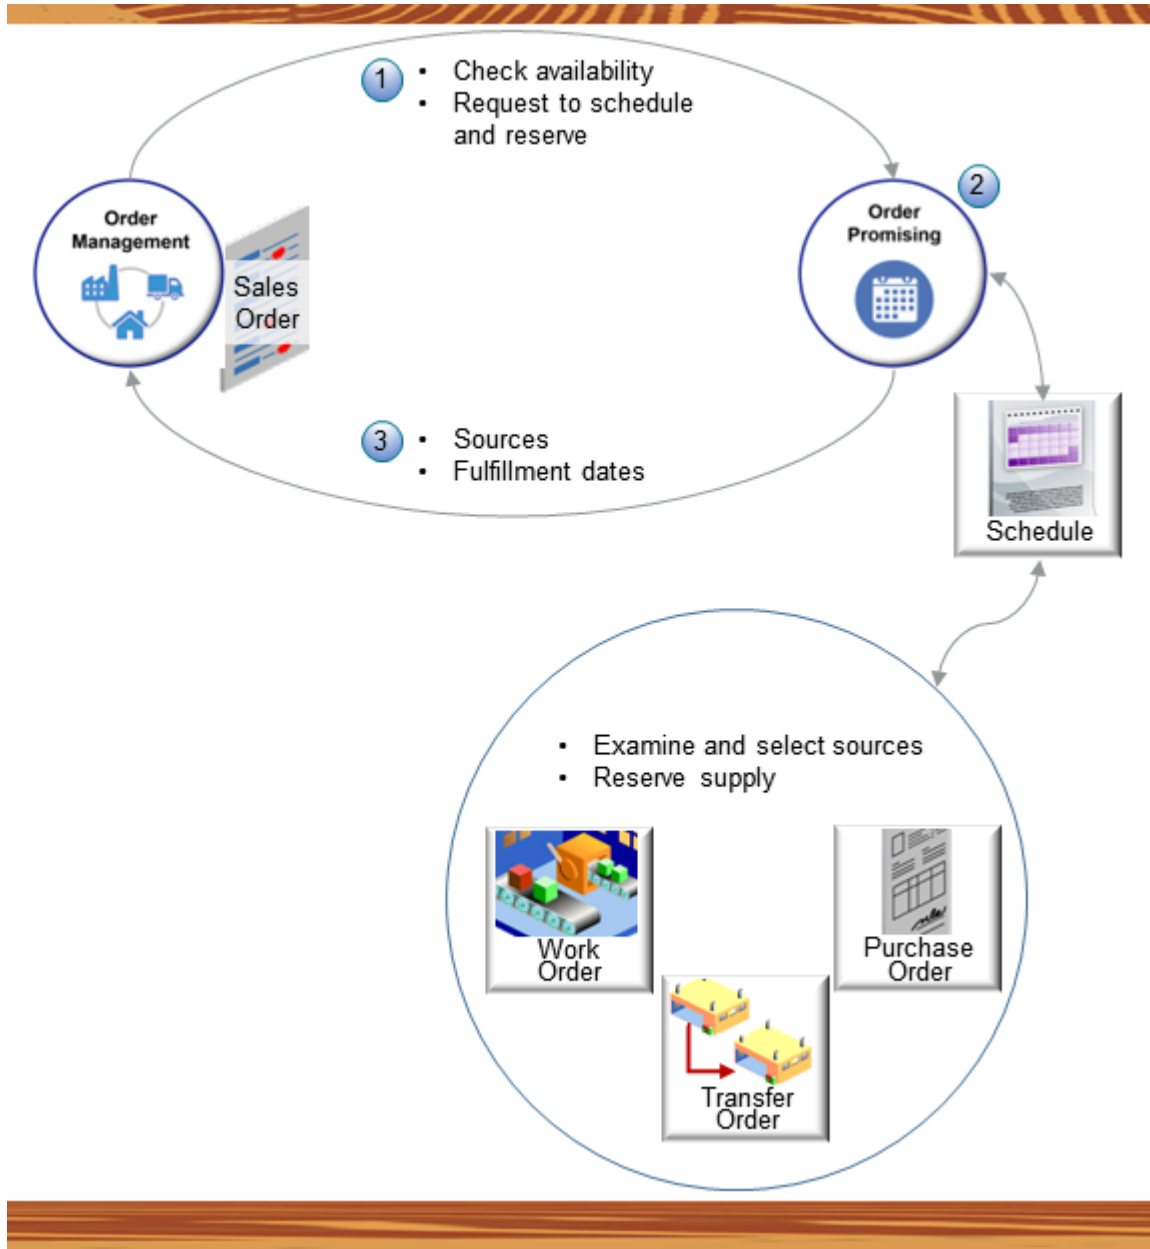 1
• Check availability
• Request to schedule
and reserve
2
Order
Management
Order
Promising
Sales
Order
3
• Sources
• Fulfillment dates
Schedule
• Examine and select sources
• Reserve supply
Work
Order
Purchase
Order
Transfer
Order